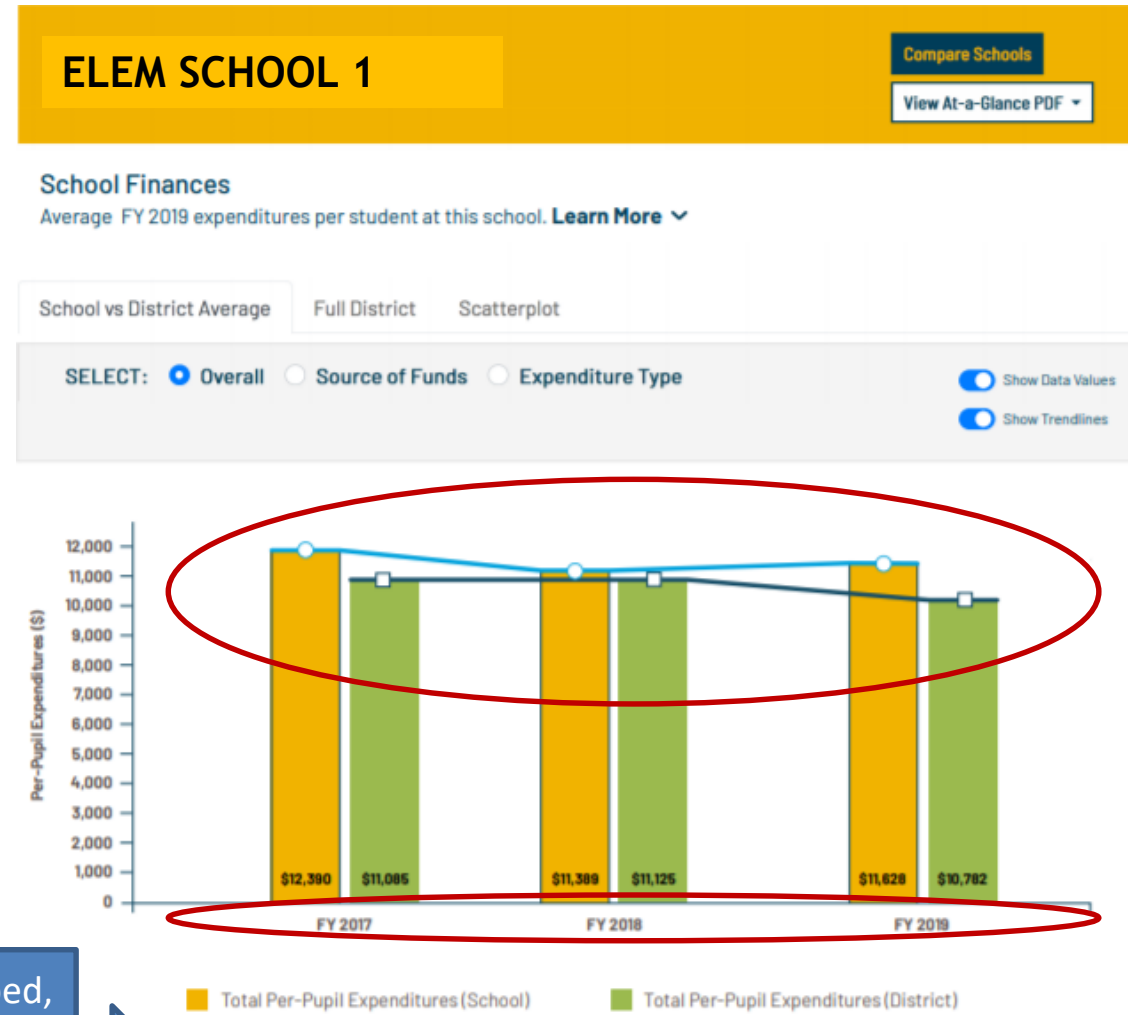 ELEM SCHOOL 1
Compare Schools
View At-a-Glance PDF
School Finances
Average FY 2019 expenditures per student at this school. Learn More
School vs District Average Full District Scatterplot
SELECT: Overall Source of Funds Expenditure Type
Show Data Values
Show Trendlines
Per-Pupil Expenditures ($)
12,000
11,000
10,000
9,000
8,000
7,000
6,000
5,000
4,000
3,000
2,000
1,000
0
$12,390 $11,085 $11,389 $11,125 $11,628 $10,782
FY 2017 FY 2018 FY 2019
Total Per-Pupil Expenditures (School) Total Per-Pupil Expenditures (District)